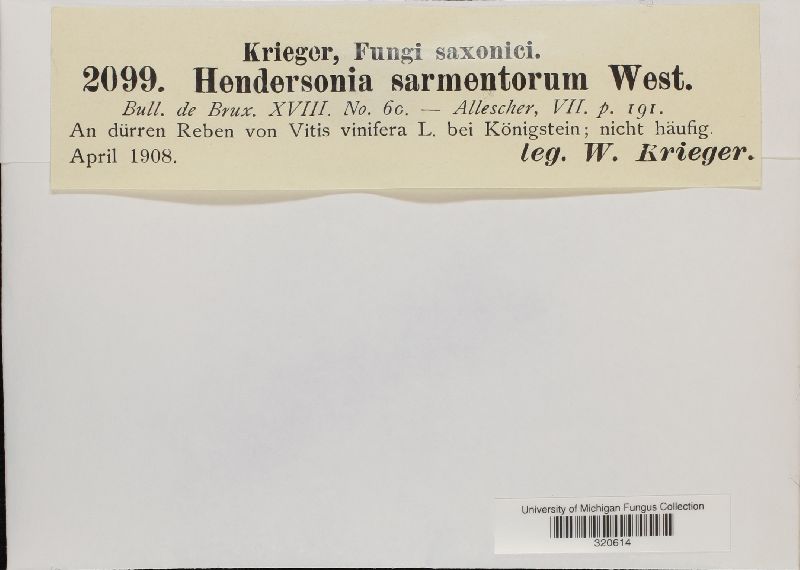 Krieger, Fungi saxonici.
2099. Hendersonia sarmentorum West.
Bull. de Brux. XVIII. No. 60. — Allescher, VII. p. 191.
An dürren Reben von Vitis vinifera L. bei Königstein; nicht häufig.
April 1908.
leg. W. Krieger.
University of Michigan Fungus Collection
320614